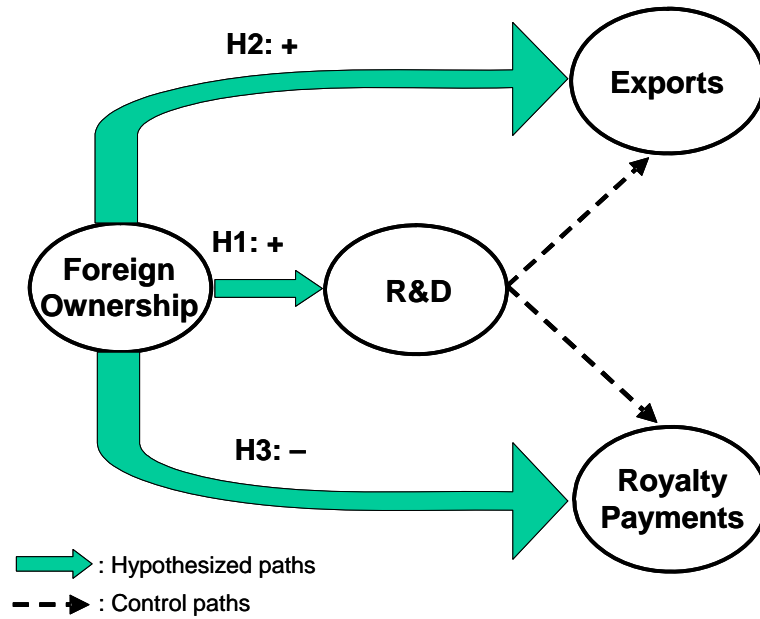 H2: +
Exports
H1: +
Foreign
Ownership
R&D
H3: –
Royalty
Payments
: Hypothesized paths
: Control paths